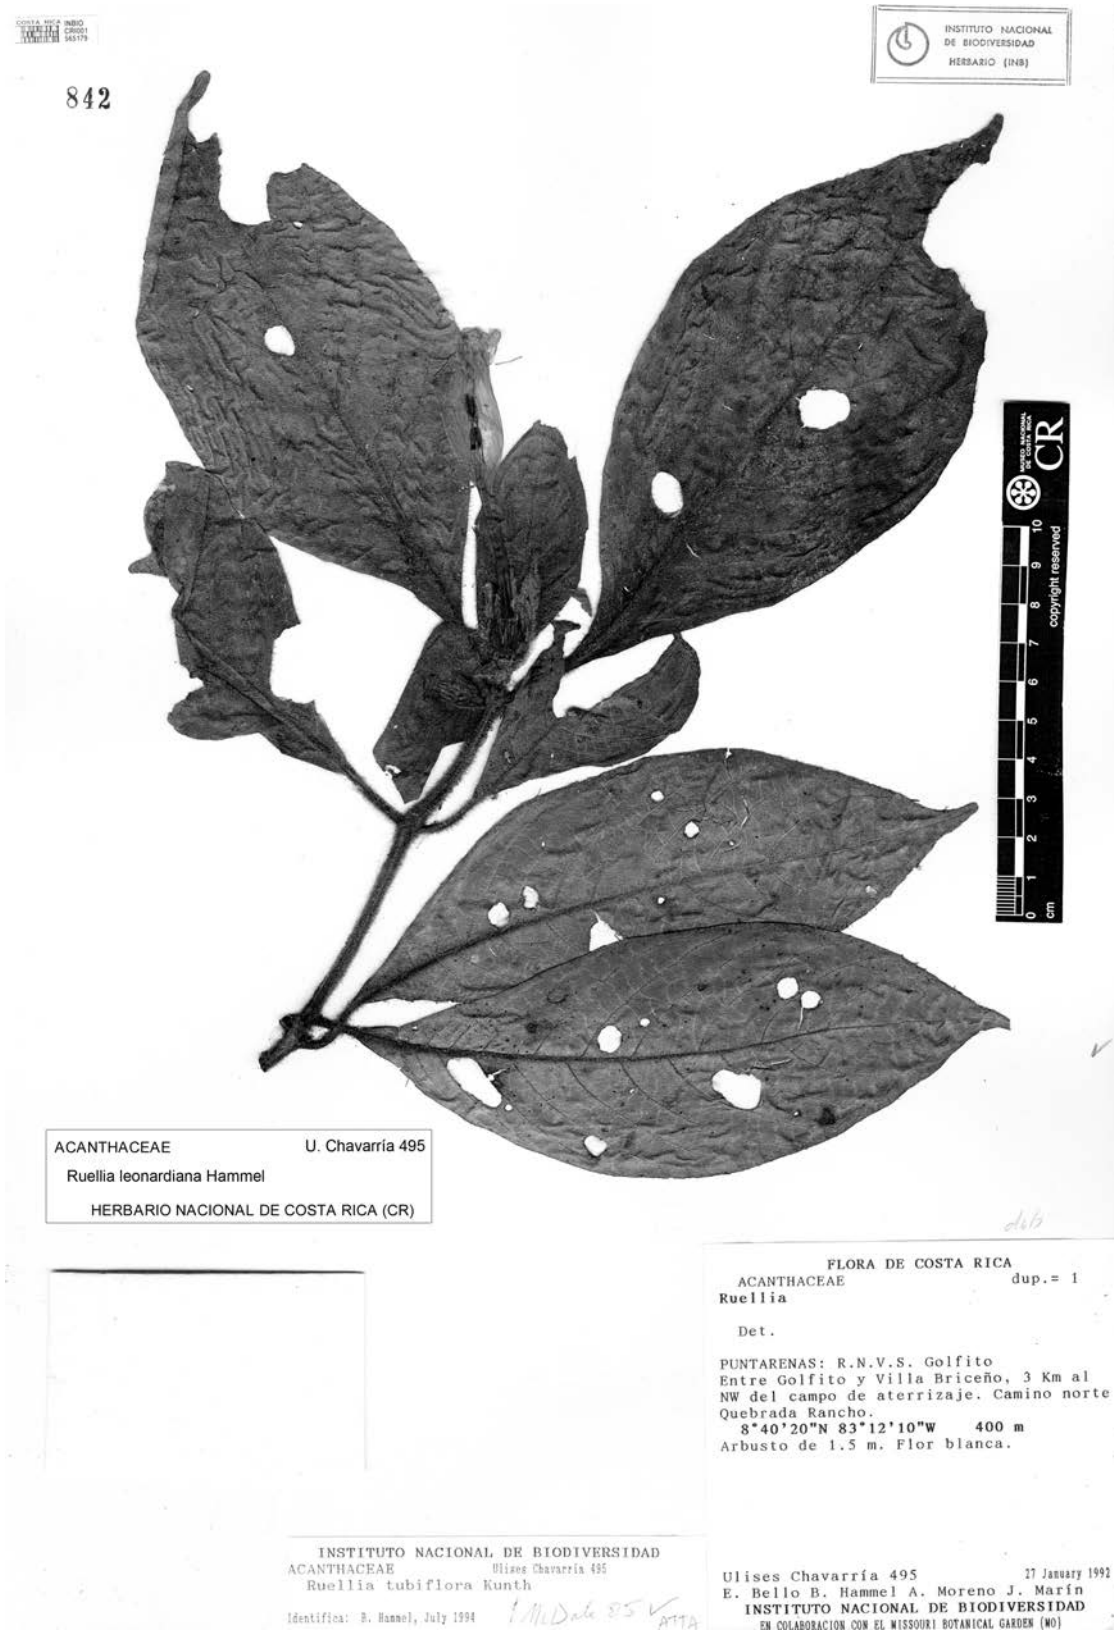 COSTA RICA INBIO
CRI001
565179
INSTITUTO NACIONAL
DE BIODIVERSIDAD
HERBARIO (INB)
842
MUSEO NACIONAL
DE COSTA RICA
CR
10
9
8
7
6
5
4
3
2
1
0
cm
copyright reserved
ACANTHACEAE U. Chavarría 495
Ruellia leonardiana Hammel
HERBARIO NACIONAL DE COSTA RICA (CR)
FLORA DE COSTA RICA
ACANTHACEAE dup.= 1
Ruellia
Det.
PUNTARENAS: R.N.V.S. Golfito
Entre Golfito y Villa Briceño, 3 Km al
NW del campo de aterrizaje. Camino norte
Quebrada Rancho.
8°40'20"N 83°12'10"W 400 m
Arbusto de 1.5 m. Flor blanca.
Ulises Chavarría 495 27 January 1992
E. Bello B. Hammel A. Moreno J. Marín
INSTITUTO NACIONAL DE BIODIVERSIDAD
EN COLABORACION CON EL MISSOURI BOTANICAL GARDEN (MO)
INSTITUTO NACIONAL DE BIODIVERSIDAD
ACANTHACEAE Ulises Chavarría 495
Ruellia tubiflora Kunth
Identifica: B. Hammel, July 1994
ATTA